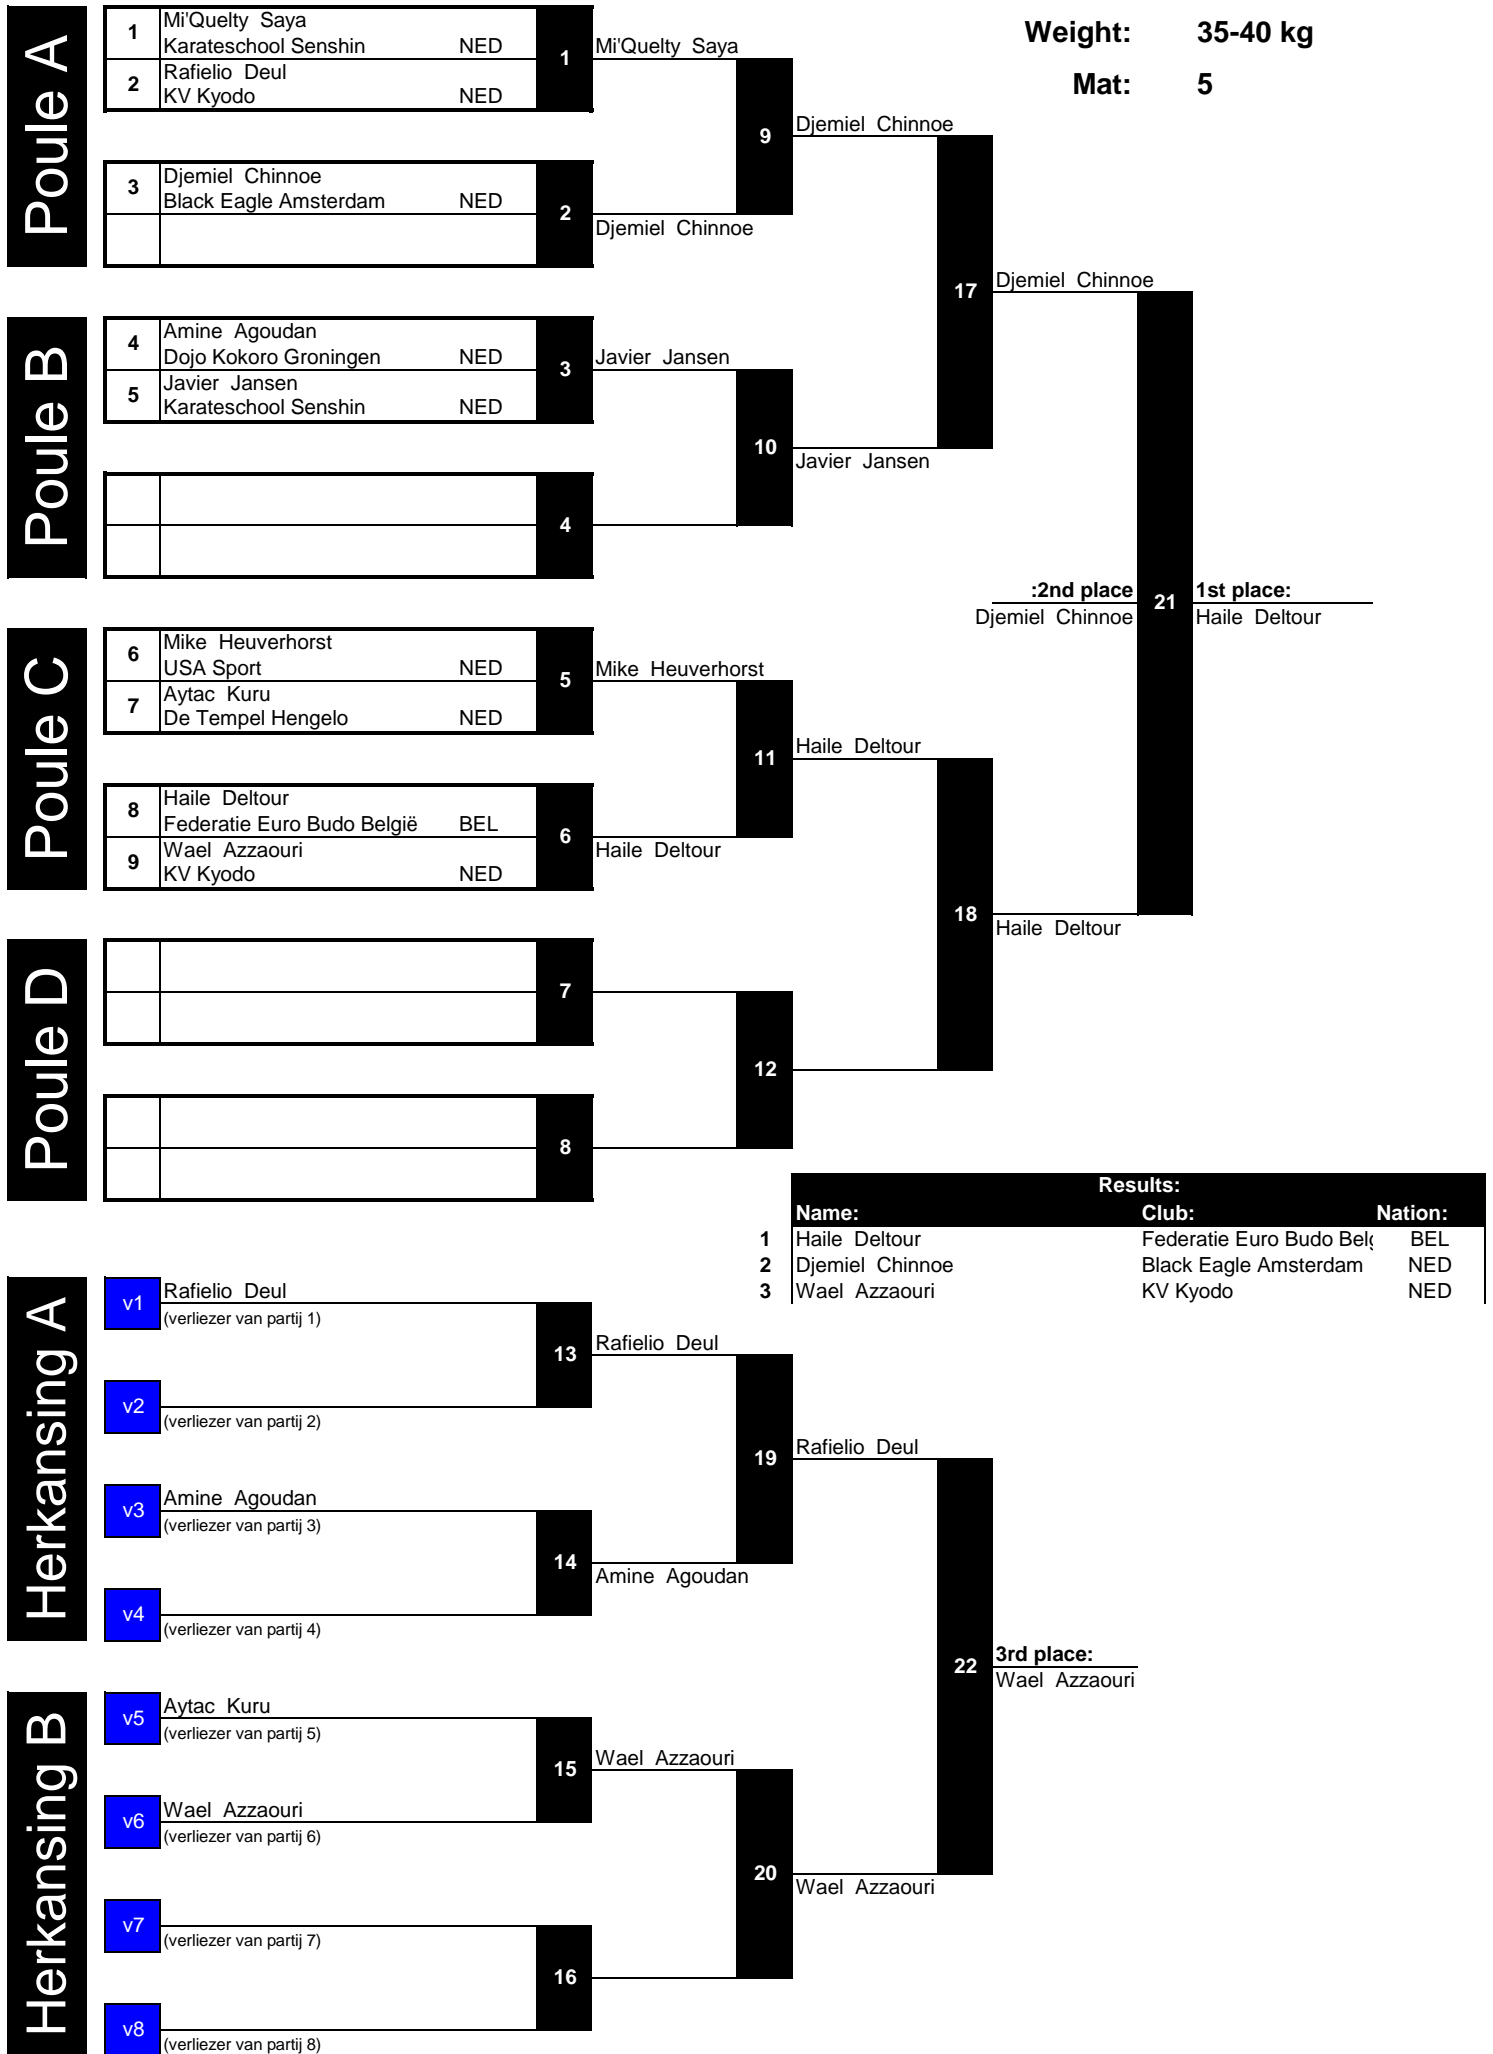 Weight: 35-40 kg
Mat: 5
Poule A
1 Mi'Quelty Saya
Karateschool Senshin NED
2 Rafielio Deul
KV Kyodo NED
1
Mi'Quelty Saya
3 Djemiel Chinnoe
Black Eagle Amsterdam NED
2
Djemiel Chinnoe
9
Djemiel Chinnoe
Poule B
4 Amine Agoudan
Dojo Kokoro Groningen NED
5 Javier Jansen
Karateschool Senshin NED
3
Javier Jansen
4
10
Javier Jansen
17
Djemiel Chinnoe
Poule C
6 Mike Heuverhorst
USA Sport NED
7 Aytac Kuru
De Tempel Hengelo NED
5
Mike Heuverhorst
8 Haile Deltour
Federatie Euro Budo België BEL
9 Wael Azzaouri
KV Kyodo NED
6
Haile Deltour
11
Haile Deltour
Poule D
7
8
12
18
Haile Deltour
:2nd place
Djemiel Chinnoe
21
1st place:
Haile Deltour
Results:
Name: Club: Nation:
1 Haile Deltour Federatie Euro Budo Belg BEL
2 Djemiel Chinnoe Black Eagle Amsterdam NED
3 Wael Azzaouri KV Kyodo NED
Herkansing A
v1 Rafielio Deul
(verliezer van partij 1)
13
Rafielio Deul
v2
(verliezer van partij 2)
v3 Amine Agoudan
(verliezer van partij 3)
14
Amine Agoudan
v4
(verliezer van partij 4)
19
Rafielio Deul
Herkansing B
v5 Aytac Kuru
(verliezer van partij 5)
15
Wael Azzaouri
v6 Wael Azzaouri
(verliezer van partij 6)
v7
(verliezer van partij 7)
16
v8
(verliezer van partij 8)
20
Wael Azzaouri
22
3rd place:
Wael Azzaouri